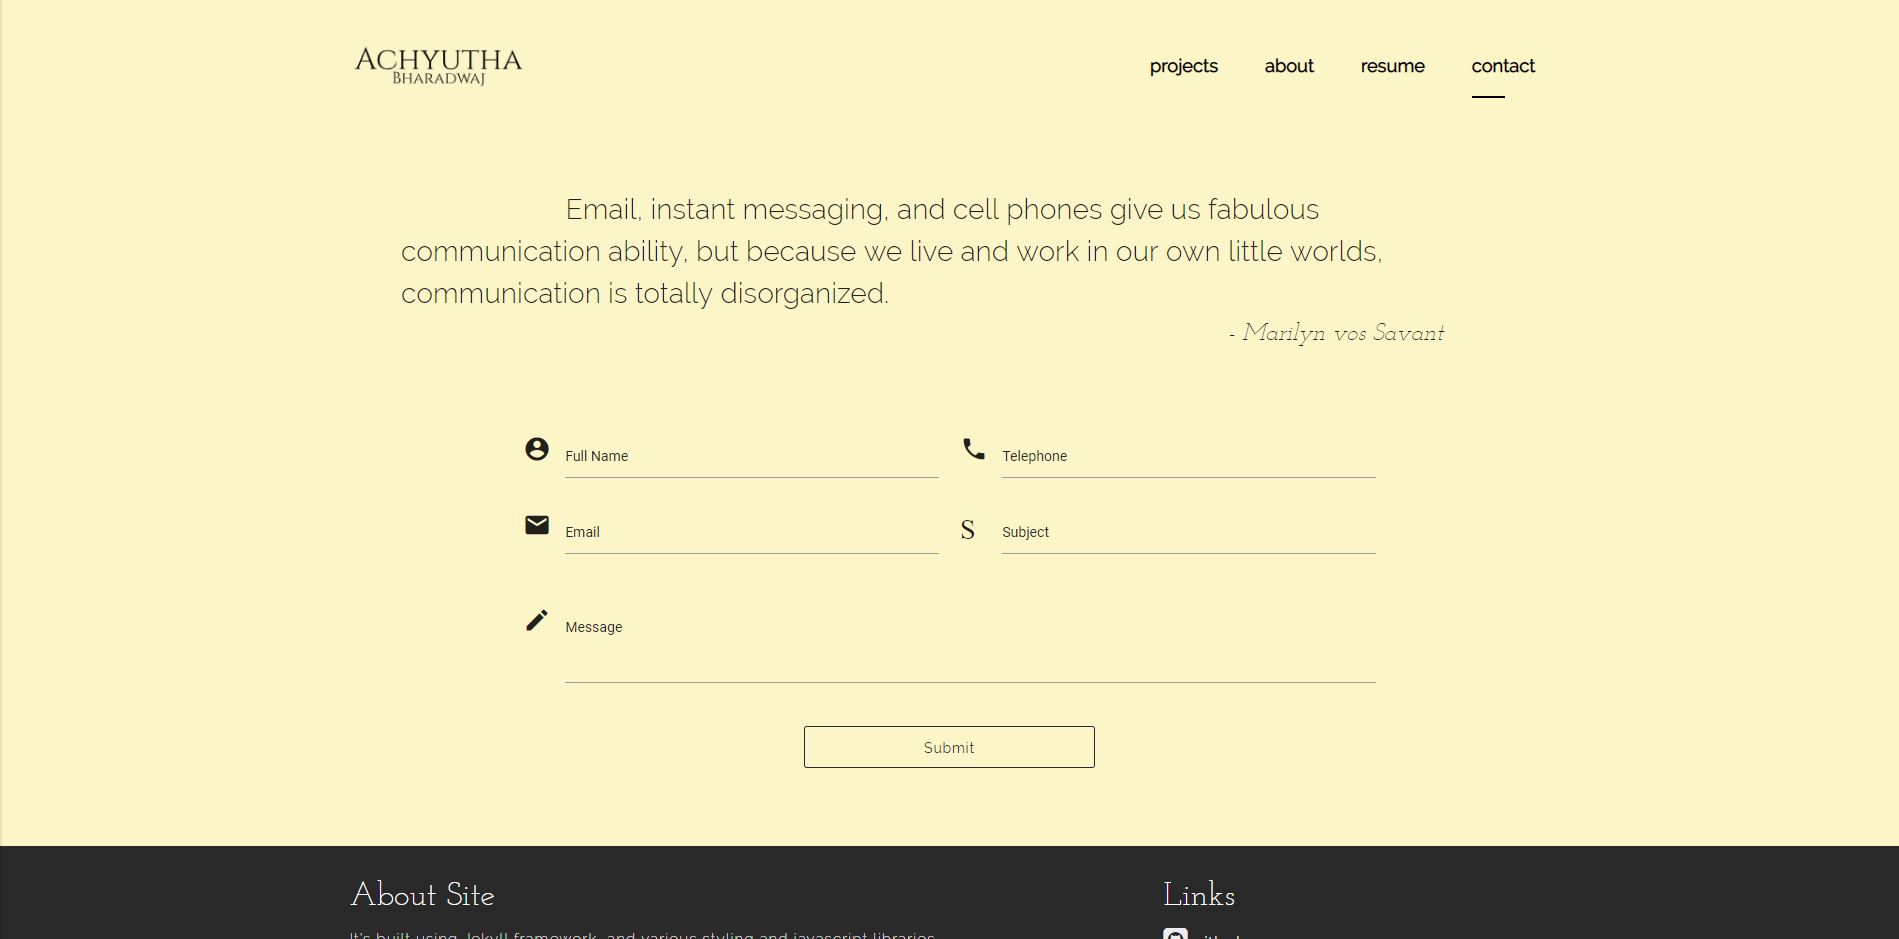 ACHYUTHA
BHARADWAJ
projects about resume contact
Email, instant messaging, and cell phones give us fabulous
communication ability, but because we live and work in our own little worlds,
communication is totally disorganized.
- Marilyn vos Savant
Full Name
Telephone
Email
S Subject
Message
Submit
About Site
Links
It's built using Jekyll framework, and various styling and javascript libraries.